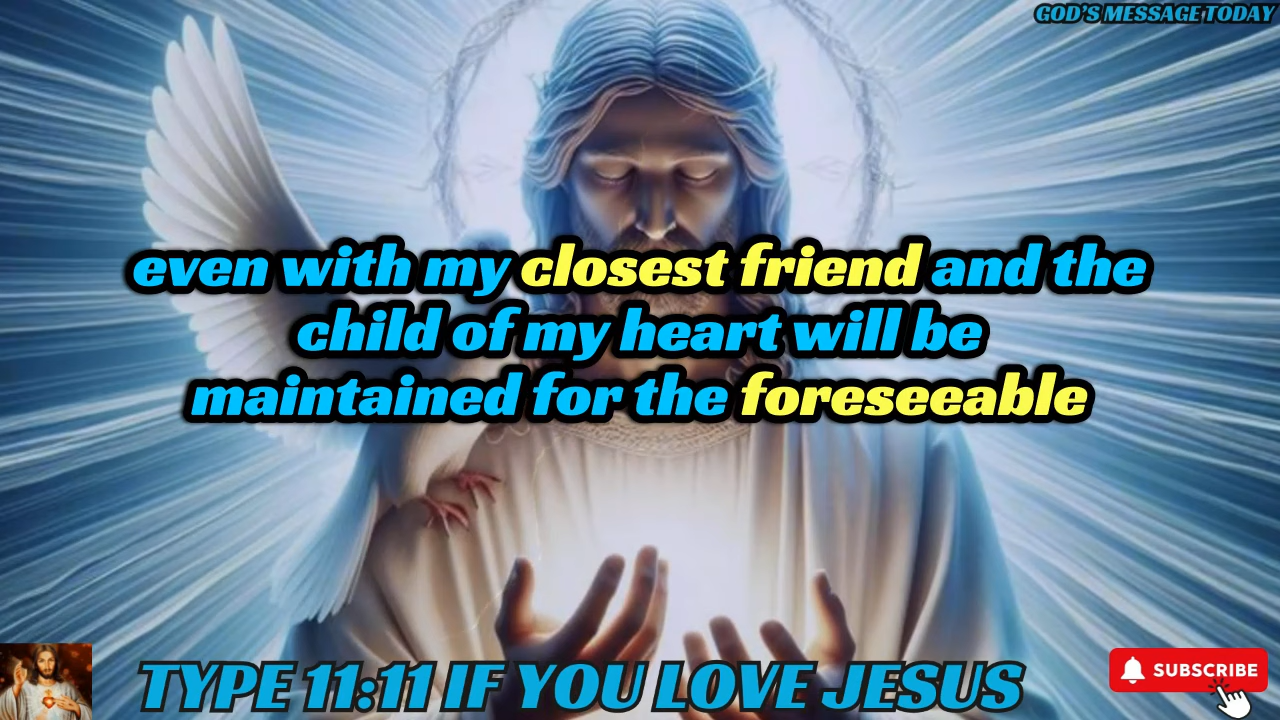 GOD'S MESSAGE TODAY
even with my closest friend and the
child of my heart will be
maintained for the foreseeable
TYPE 11:11 IF YOU LOVE JESUS
SUBSCRIBE